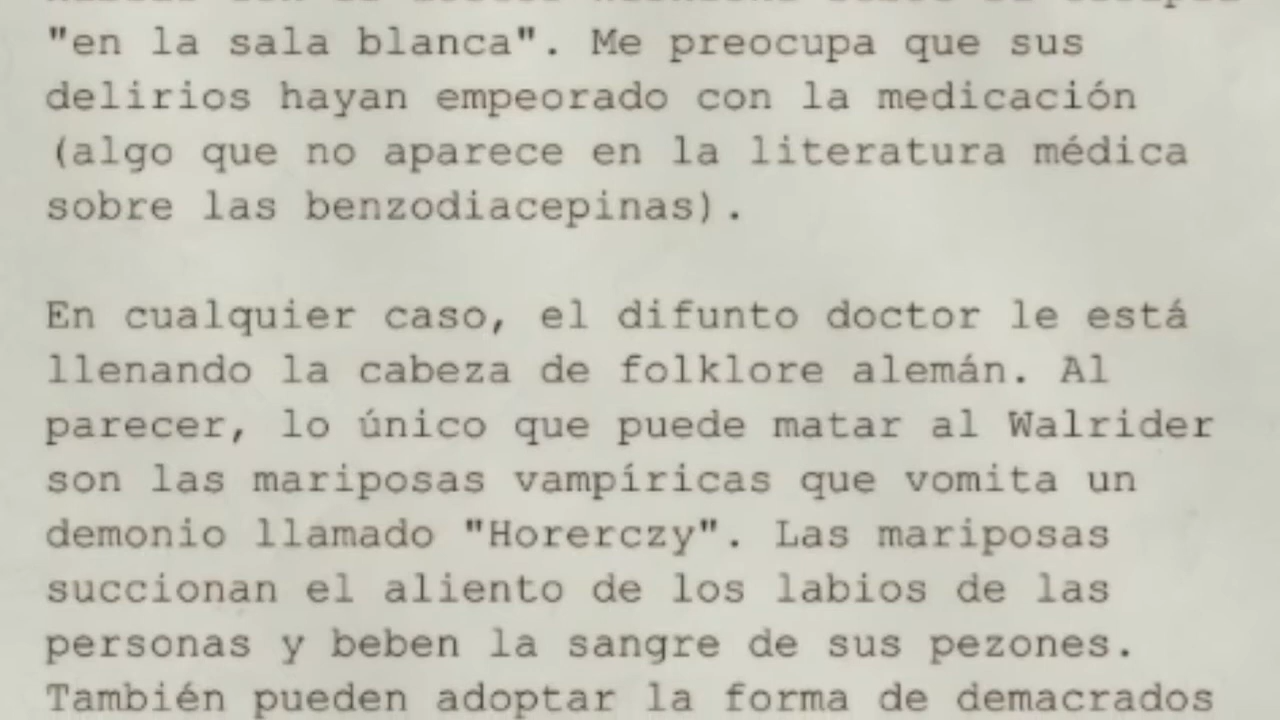 "en la sala blanca". Me preocupa que sus
delirios hayan empeorado con la medicación
(algo que no aparece en la literatura médica
sobre las benzodiacepinas).
En cualquier caso, el difunto doctor le está
llenando la cabeza de folklore alemán. Al
parecer, lo único que puede matar al Walrider
son las mariposas vampíricas que vomita un
demonio llamado "Horerczy". Las mariposas
succionan el aliento de los labios de las
personas y beben la sangre de sus pezones.
También pueden adoptar la forma de demacrados